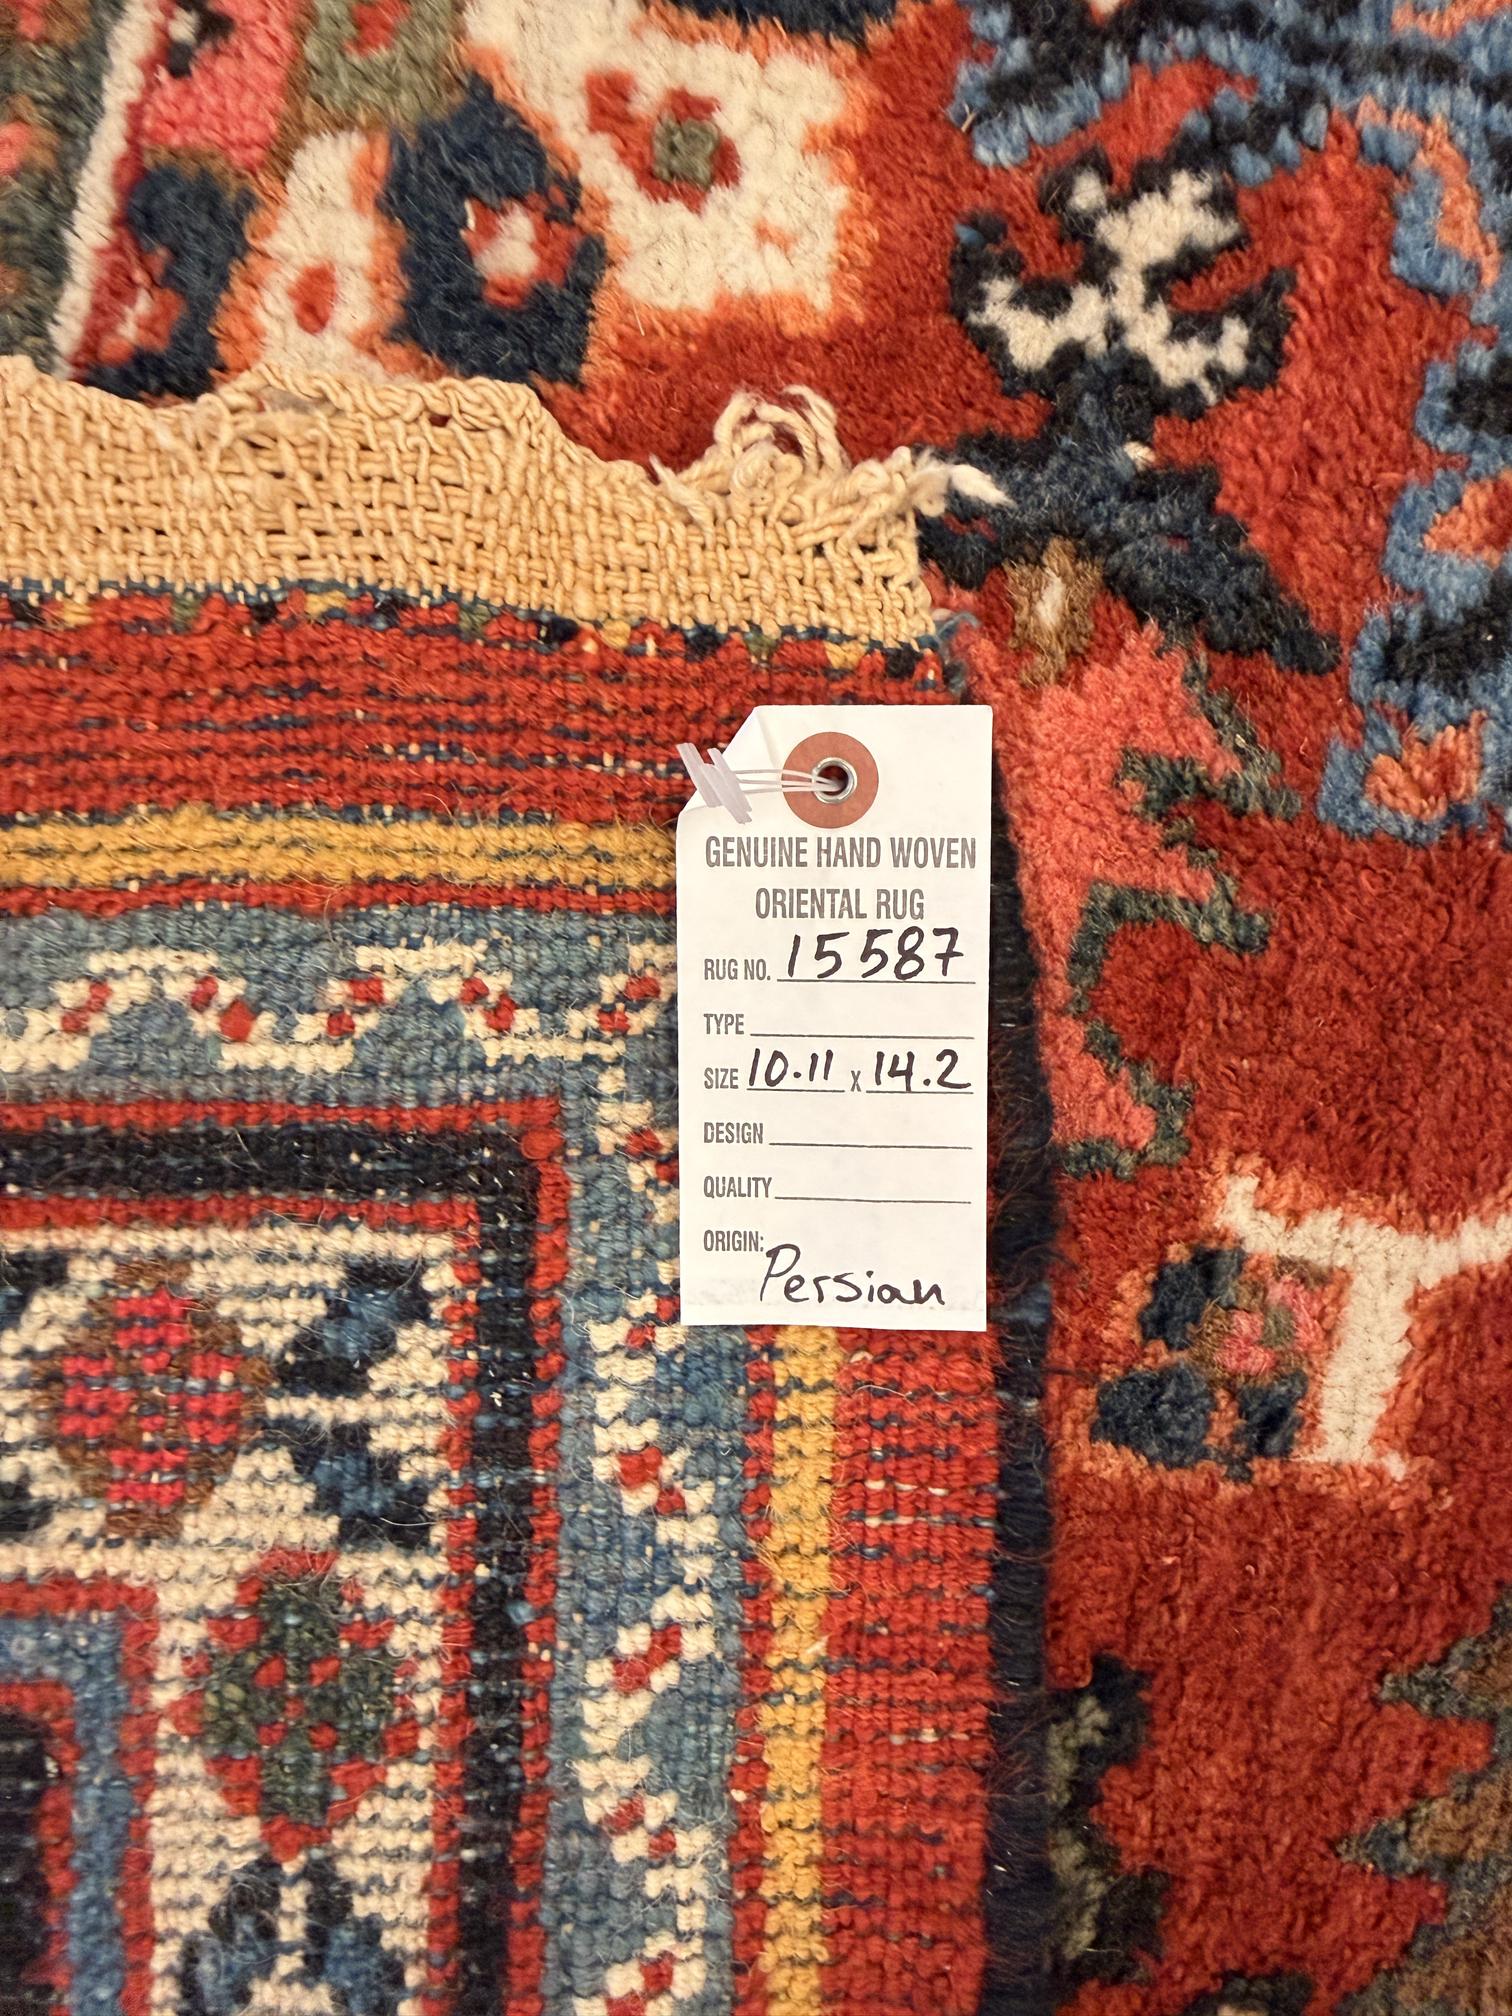 GENUINE HAND WOVEN
ORIENTAL RUG
RUG NO. 15587
TYPE
SIZE 10.11 X 14.2
DESIGN
QUALITY
ORIGIN: Persian